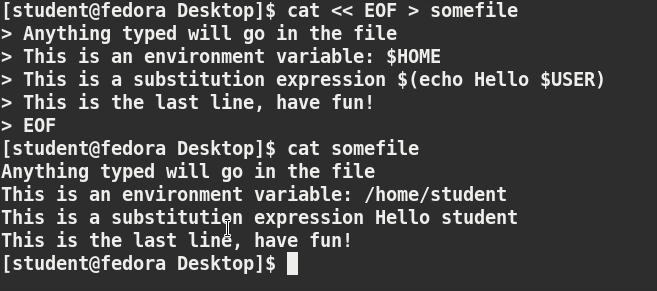 [student@fedora Desktop]$ cat << EOF > somefile
> Anything typed will go in the file
> This is an environment variable: $HOME
> This is a substitution expression $(echo Hello $USER)
> This is the last line, have fun!
> EOF
[student@fedora Desktop]$ cat somefile
Anything typed will go in the file
This is an environment variable: /home/student
This is a substitution expression Hello student
This is the last line, have fun!
[student@fedora Desktop]$